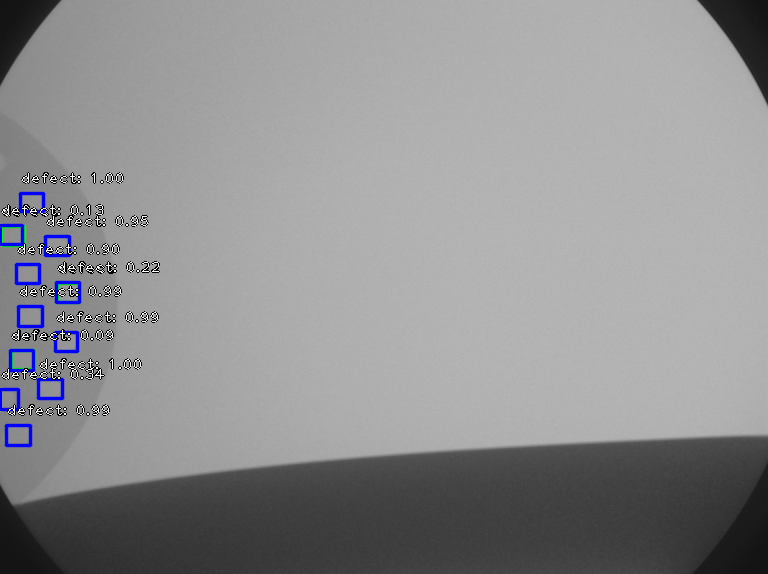 defect: 1.00
defect: 0.13
defect: 0.95
defect: 0.90
defect: 0.22
defect: 0.99
defect: 0.99
defect: 0.09
defect: 1.00
defect: 0.34
defect: 0.99